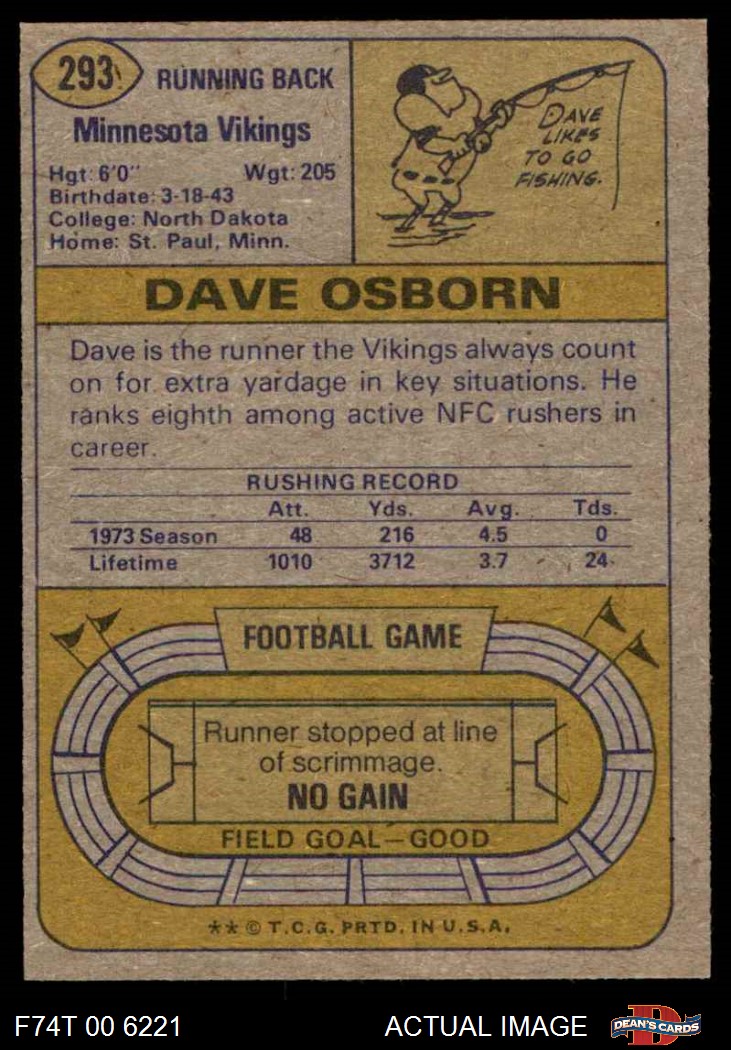 293
RUNNING BACK
Minnesota Vikings
Hgt: 6'0" Wgt: 205
Birthdate: 3-18-43
College: North Dakota
Home: St. Paul, Minn.
DAVE
LIKES
TO GO
FISHING.
DAVE OSBORN
Dave is the runner the Vikings always count
on for extra yardage in key situations. He
ranks eighth among active NFC rushers in
career.
RUSHING RECORD
Att. Yds. Avg. Tds.
1973 Season 48 216 4.5 0
Lifetime 1010 3712 3.7 24
FOOTBALL GAME
Runner stopped at line
of scrimmage.
NO GAIN
FIELD GOAL—GOOD
** © T.C.G. PRTD. IN U.S.A.
F74T 00 6221 ACTUAL IMAGE
D
DEAN'S CARDS